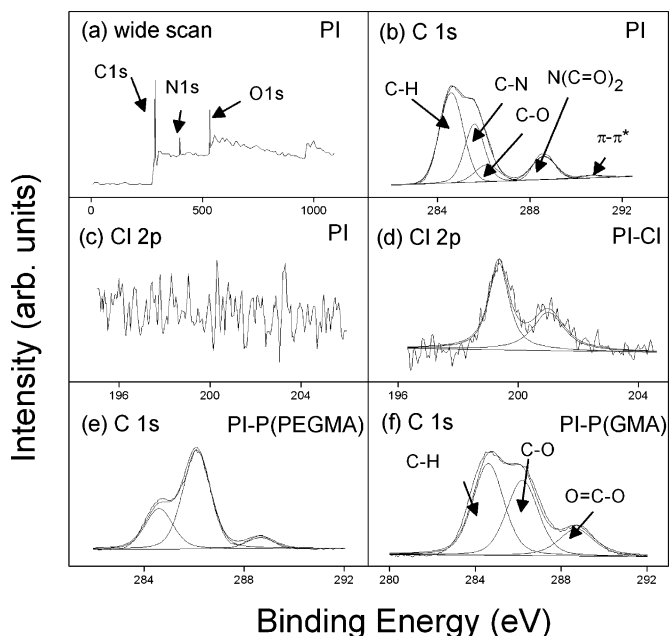 (a) wide scan PI
C1s
N1s
O1s
0 500 1000
(b) C 1s PI
C-H
C-N
C-O
N(C=O)2
π-π*
284 288 292
(c) Cl 2p PI
196 200 204
(d) Cl 2p PI-Cl
196 200 204
(e) C 1s PI-P(PEGMA)
284 288 292
(f) C 1s PI-P(GMA)
C-H
C-O
O=C-O
280 284 288 292
Intensity (arb. units)
Binding Energy (eV)